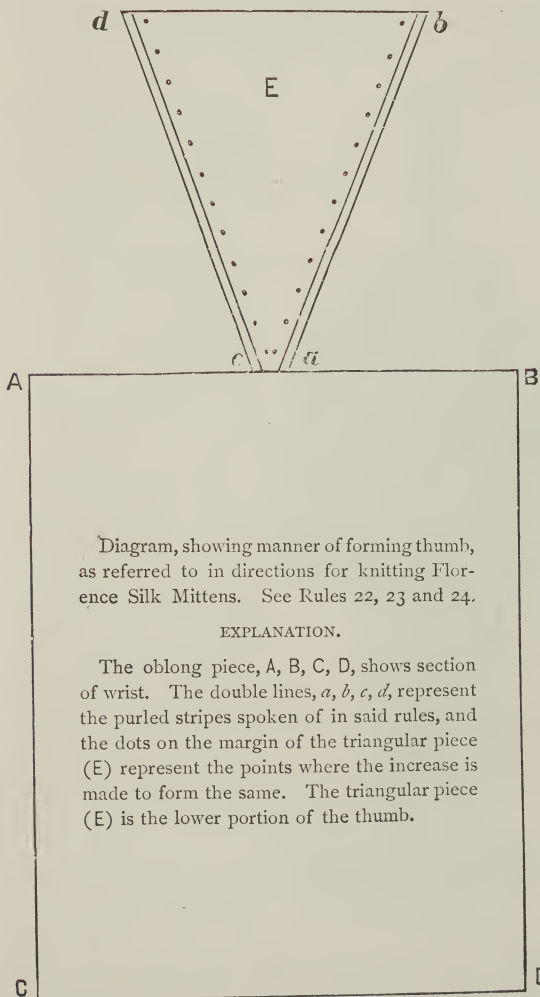 d b
E
c a
A B
Diagram, showing manner of forming thumb,
as referred to in directions for knitting Flor-
ence Silk Mittens. See Rules 22, 23 and 24.
EXPLANATION.
The oblong piece, A, B, C, D, shows section
of wrist. The double lines, a, b, c, d, represent
the purled stripes spoken of in said rules, and
the dots on the margin of the triangular piece
(E) represent the points where the increase is
made to form the same. The triangular piece
(E) is the lower portion of the thumb.
C